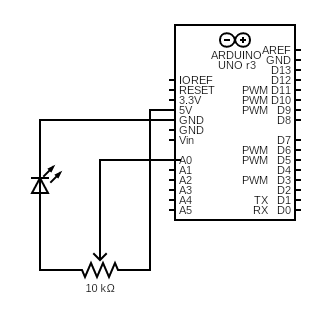 ARDUINO
UNO r3
AREF
GND
D13
IOREF D12
RESET PWM D11
3.3V PWM D10
5V PWM D9
GND D8
GND
Vin D7
PWM D6
A0 PWM D5
A1 D4
A2 PWM D3
A3 D2
A4 TX D1
A5 RX D0
10 kΩ